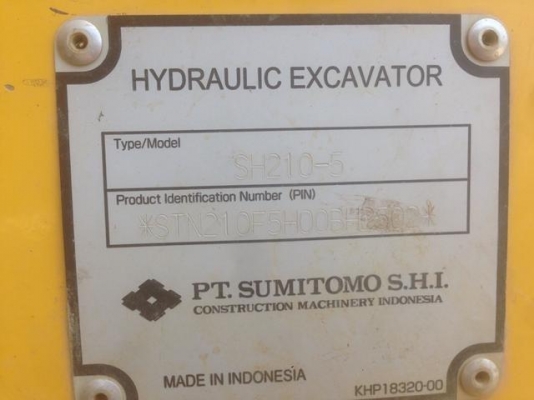 HYDRAULIC EXCAVATOR
Type/Model
SH210-5
Product Identification Number (PIN)
PT. SUMITOMO S.H.I.
CONSTRUCTION MACHINERY INDONESIA
MADE IN INDONESIA
KHP18320-00